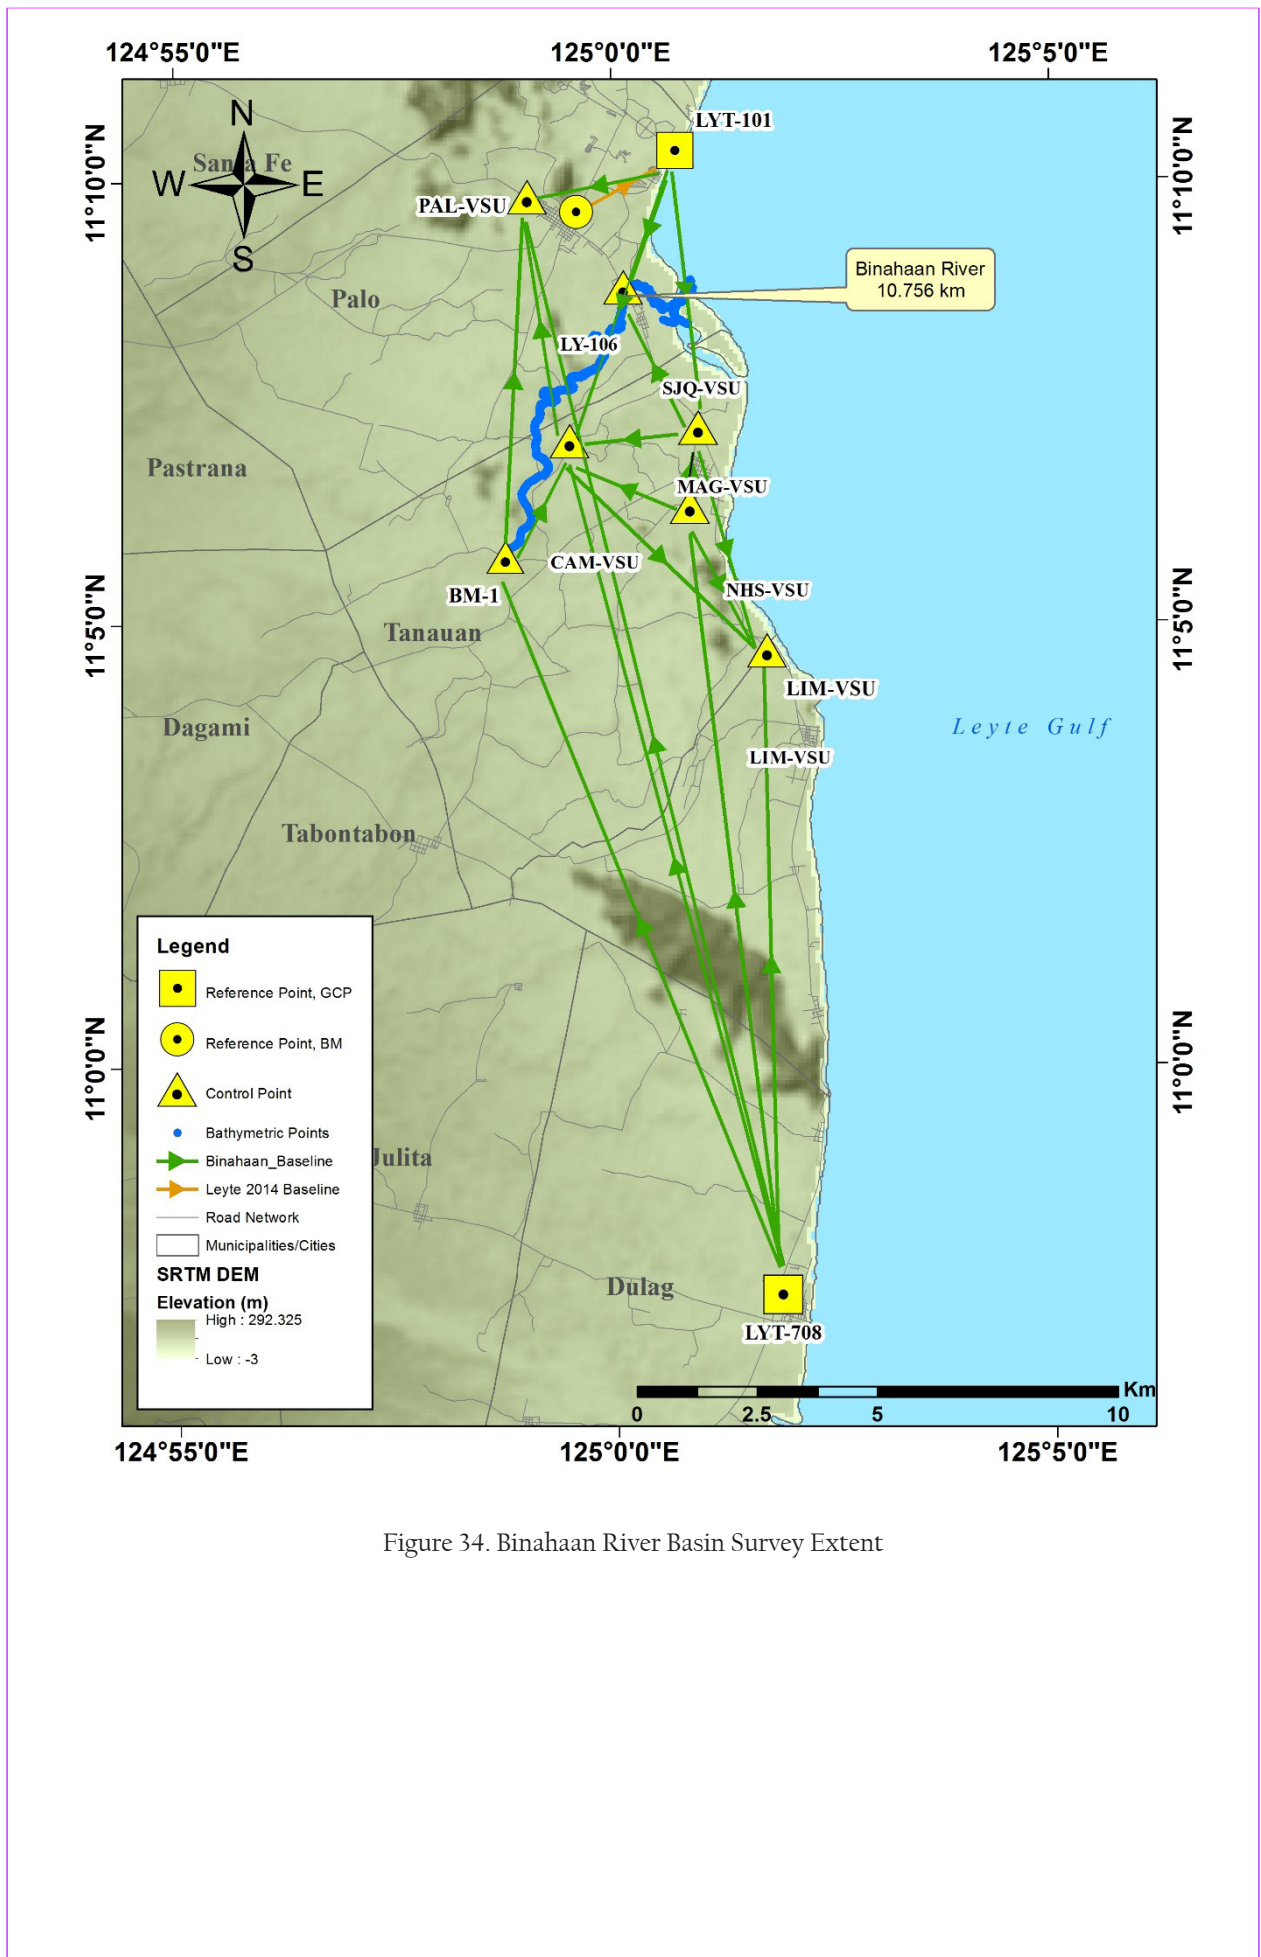 124°55'0"E
125°0'0"E
125°5'0"E
11°10'0"N
11°10'0"N
N
W
E
S
Santa Fe
LYT-101
PAL-VSU
Palo
Binahaan River
10.756 km
LY-106
SJQ-VSU
Pastrana
MAG-VSU
CAM-VSU
BM-1
NHS-VSU
Tanauan
11°5'0"N
11°5'0"N
LIM-VSU
Dagami
Leyte Gulf
LIM-VSU
Tabontabon
11°0'0"N
11°0'0"N
Julita
Dulag
LYT-708
Legend
Reference Point, GCP
Reference Point, BM
Control Point
Bathymetric Points
Binahaan_Baseline
Leyte 2014 Baseline
Road Network
Municipalities/Cities
SRTM DEM
Elevation (m)
High : 292.325
Low : -3
Km
0
2.5
5
10
124°55'0"E
125°0'0"E
125°5'0"E
Figure 34. Binahaan River Basin Survey Extent